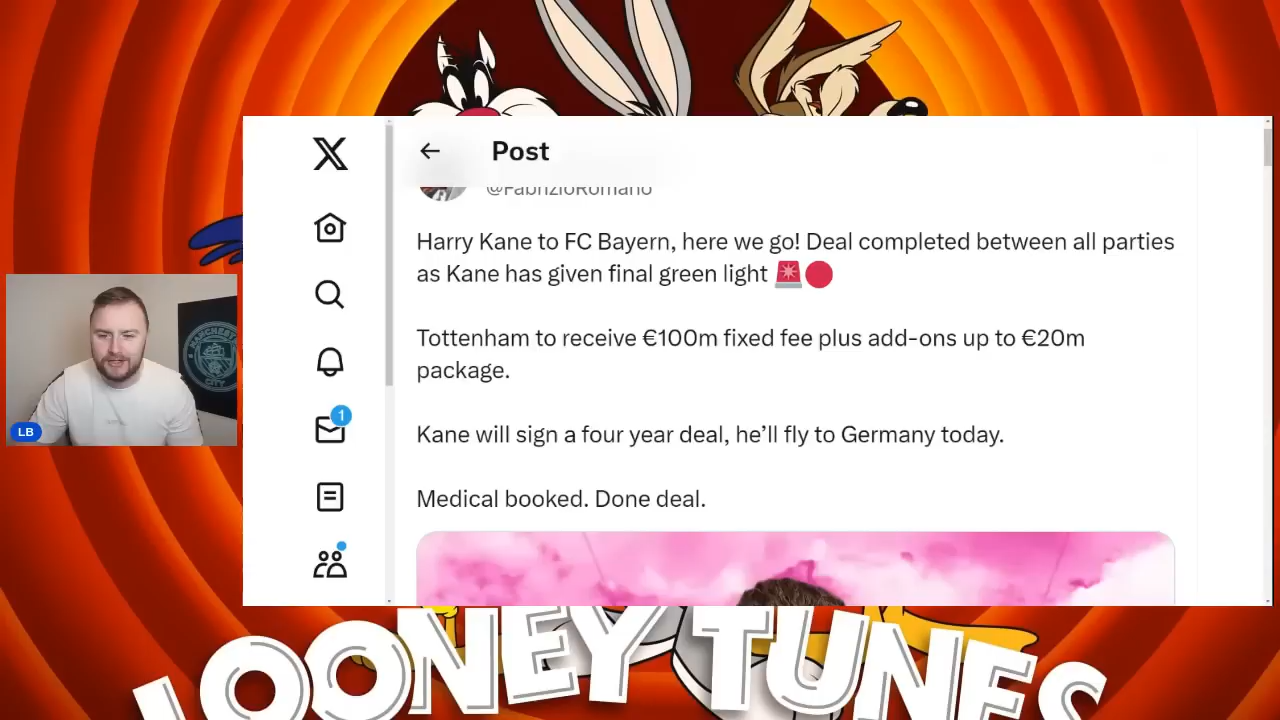 Post
@FabrizioRomano
Harry Kane to FC Bayern, here we go! Deal completed between all parties
as Kane has given final green light 🚨🔴
Tottenham to receive €100m fixed fee plus add-ons up to €20m
package.
Kane will sign a four year deal, he’ll fly to Germany today.
Medical booked. Done deal.
1
MANCHESTER
CITY
LB
LOONEY TUNES